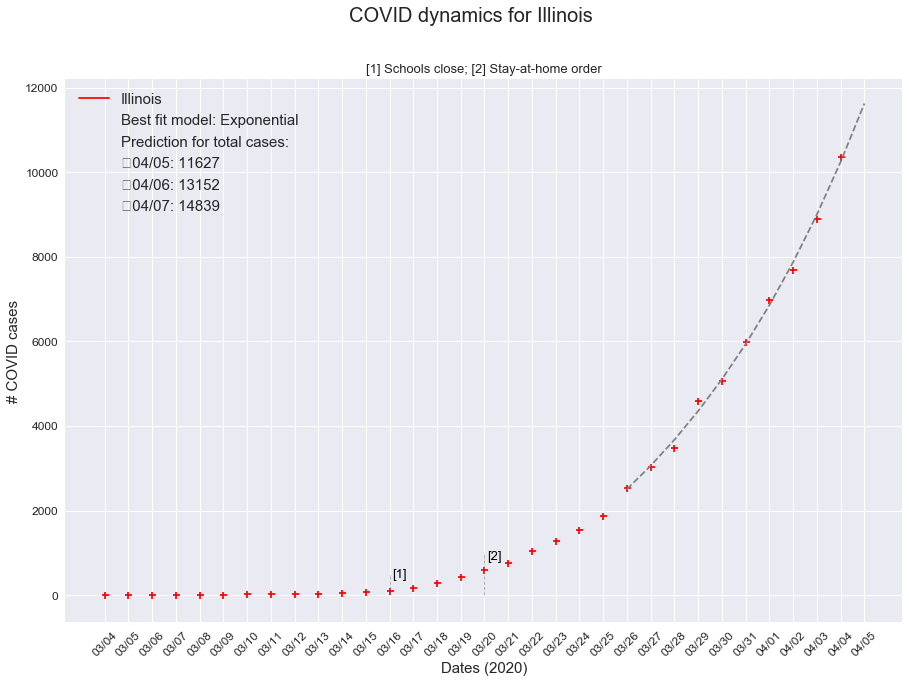 COVID dynamics for Illinois
[1] Schools close; [2] Stay-at-home order
Illinois
Best fit model: Exponential
Prediction for total cases:
04/05: 11627
04/06: 13152
04/07: 14839
12000
10000
8000
6000
4000
2000
0
# COVID cases
[1]
[2]
03/04 03/05 03/06 03/07 03/08 03/09 03/10 03/11 03/12 03/13 03/14 03/15 03/16 03/17 03/18 03/19 03/20 03/21 03/22 03/23 03/24 03/25 03/26 03/27 03/28 03/29 03/30 03/31 04/01 04/02 04/03 04/04 04/05
Dates (2020)